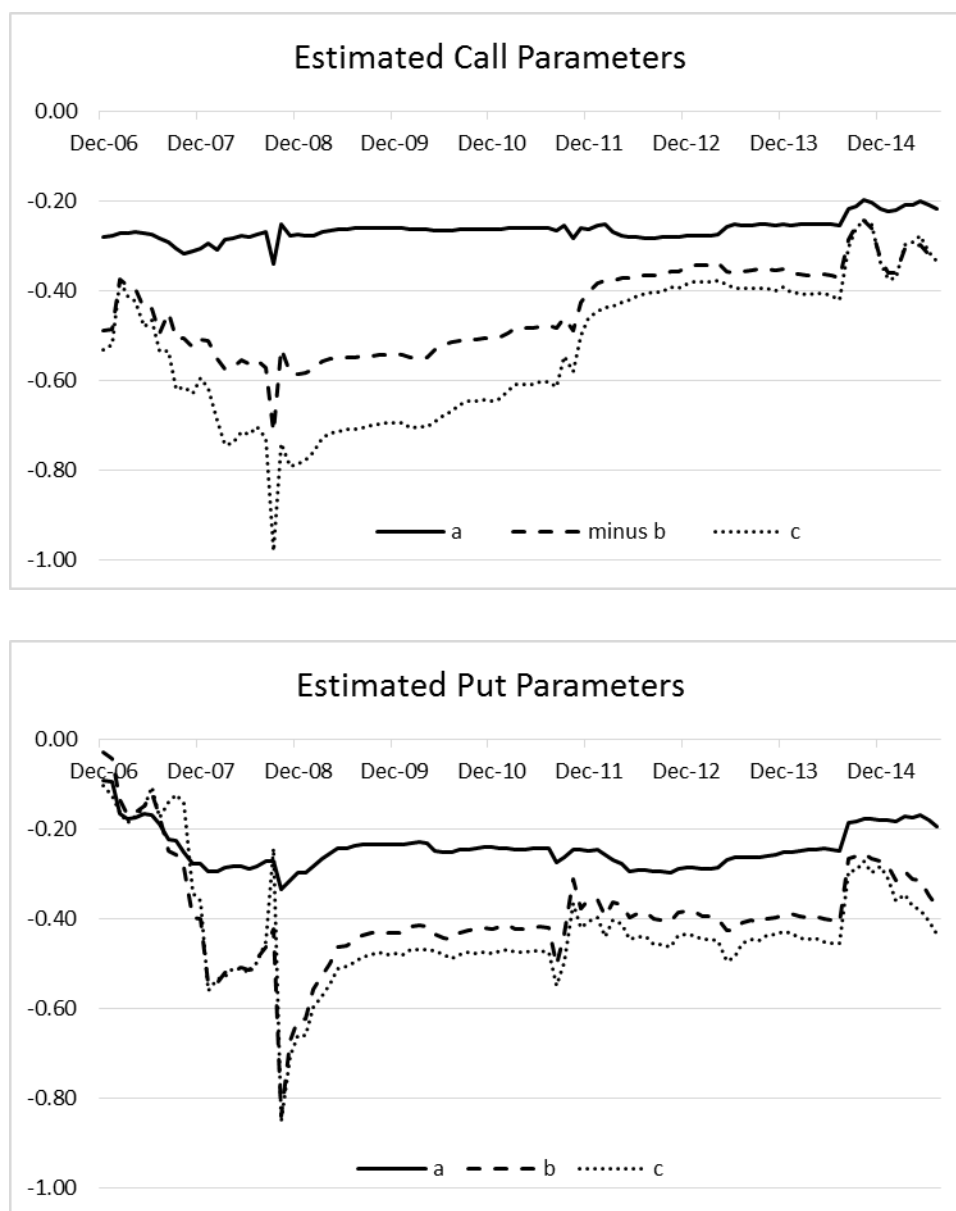 Estimated Call Parameters
0.00
Dec-06 Dec-07 Dec-08 Dec-09 Dec-10 Dec-11 Dec-12 Dec-13 Dec-14
-0.20
-0.40
-0.60
-0.80
a minus b c
-1.00
Estimated Put Parameters
0.00
Dec-06 Dec-07 Dec-08 Dec-09 Dec-10 Dec-11 Dec-12 Dec-13 Dec-14
-0.20
-0.40
-0.60
-0.80
a b c
-1.00